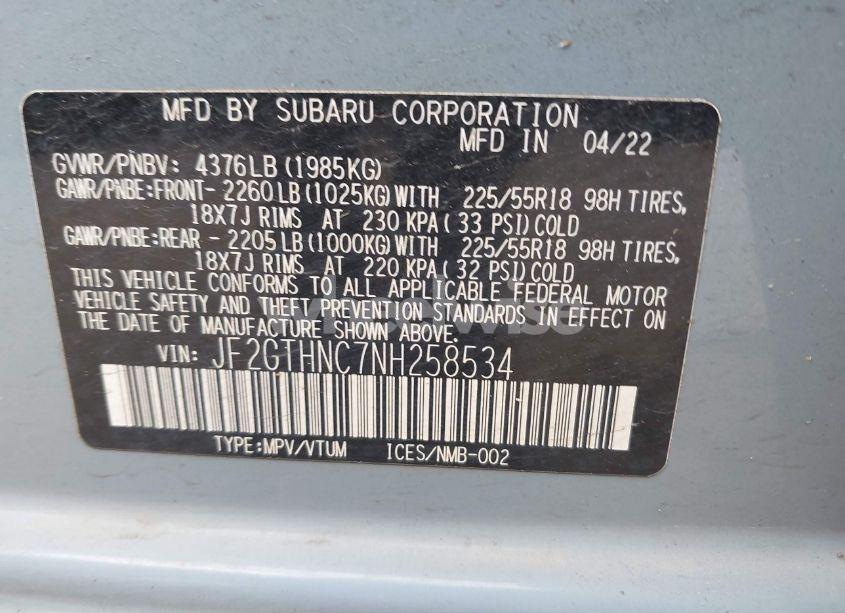 MFD BY SUBARU CORPORATION
MFD IN 04/22
GVWR/PNBV: 4376LB(1985KG)
GAWR/PNBE:FRONT- 2260LB(1025KG)WITH 225/55R18 98H TIRES,
18X7J RIMS AT 230 KPA( 33 PSI)COLD
GAWR/PNBE:REAR - 2205LB(1000KG)WITH 225/55R18 98H TIRES,
18X7J RIMS AT 220 KPA( 32 PSI)COLD
THIS VEHICLE CONFORMS TO ALL APPLICABLE FEDERAL MOTOR
VEHICLE SAFETY AND THEFT PREVENTION STANDARDS IN EFFECT ON
THE DATE OF MANUFACTURE SHOWN ABOVE.
VIN: JF2GTHNC7NH258534
TYPE:MPV/VTUM ICES/NMB-002